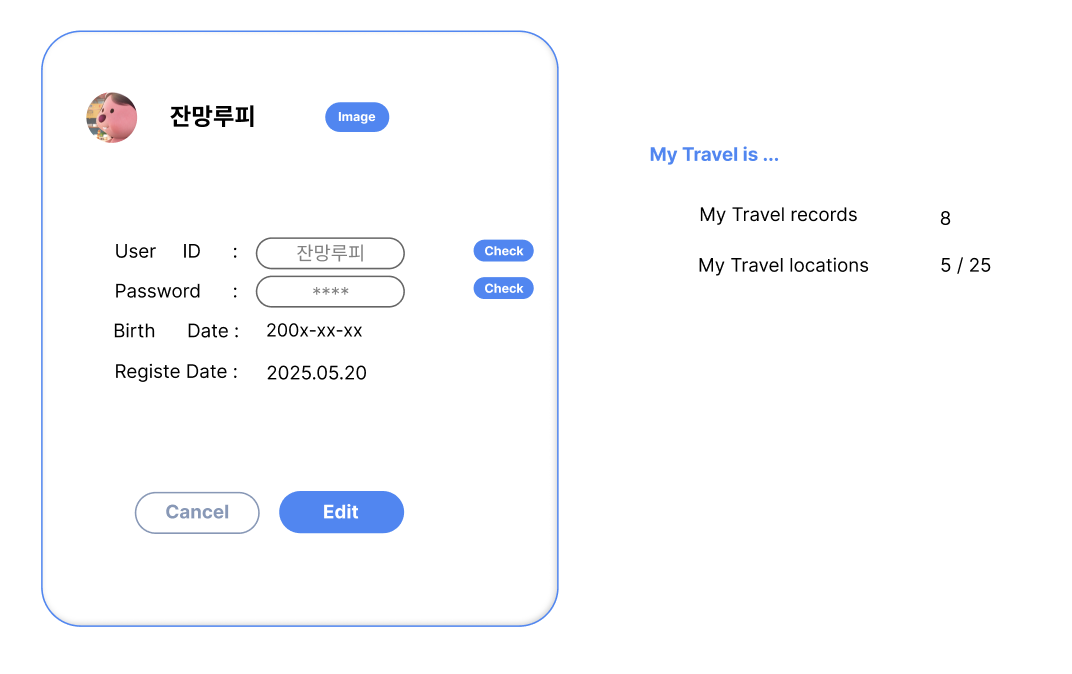 잔망루피 Image
User ID : 잔망루피 Check
Password : **** Check
Birth Date : 200x-xx-xx
Registe Date : 2025.05.20
Cancel Edit
My Travel is ...
My Travel records 8
My Travel locations 5 / 25